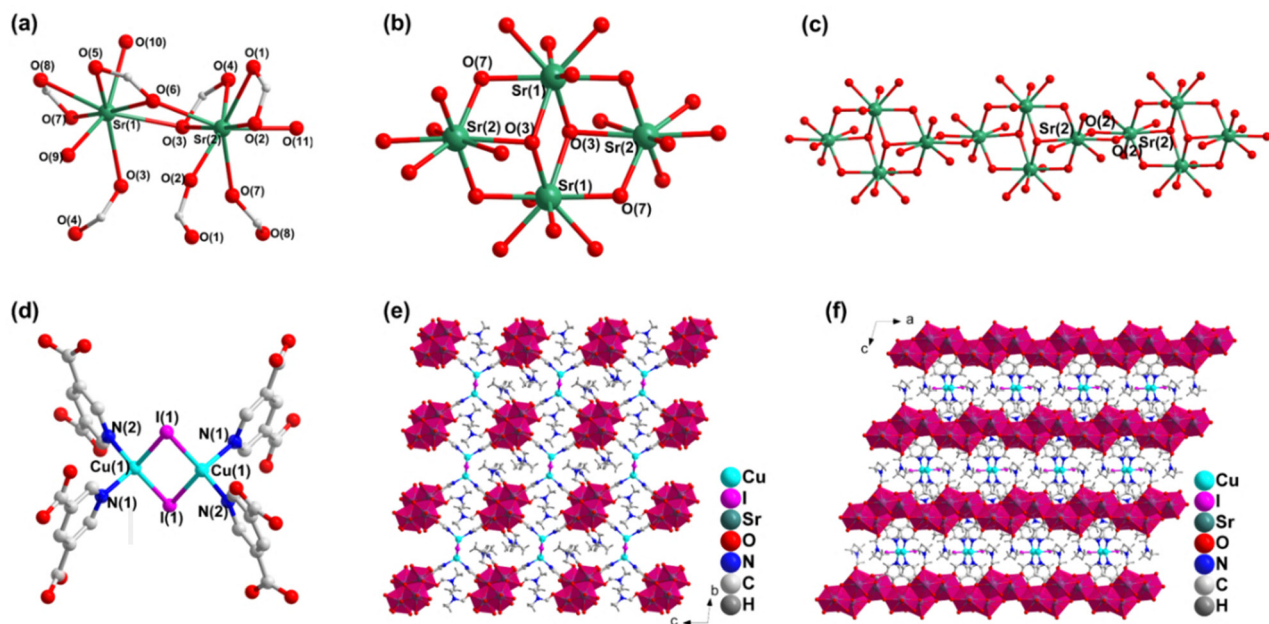 (a)
O(10)
O(5)
O(1)
O(8)
O(4)
O(6)
O(7)
Sr(1)
O(3)
Sr(2)
O(2)
O(11)
O(9)
O(3)
O(2)
O(7)
O(4)
O(1)
O(8)
(b)
O(7)
Sr(1)
Sr(2)
O(3)
O(3)
Sr(2)
Sr(1)
O(7)
(c)
Sr(2)
O(2)
O(2)
Sr(2)
(d)
N(2)
I(1)
N(1)
Cu(1)
Cu(1)
N(1)
I(1)
N(2)
(e)
Cu
I
Sr
O
N
C
H
b
c
(f)
a
c
Cu
I
Sr
O
N
C
H